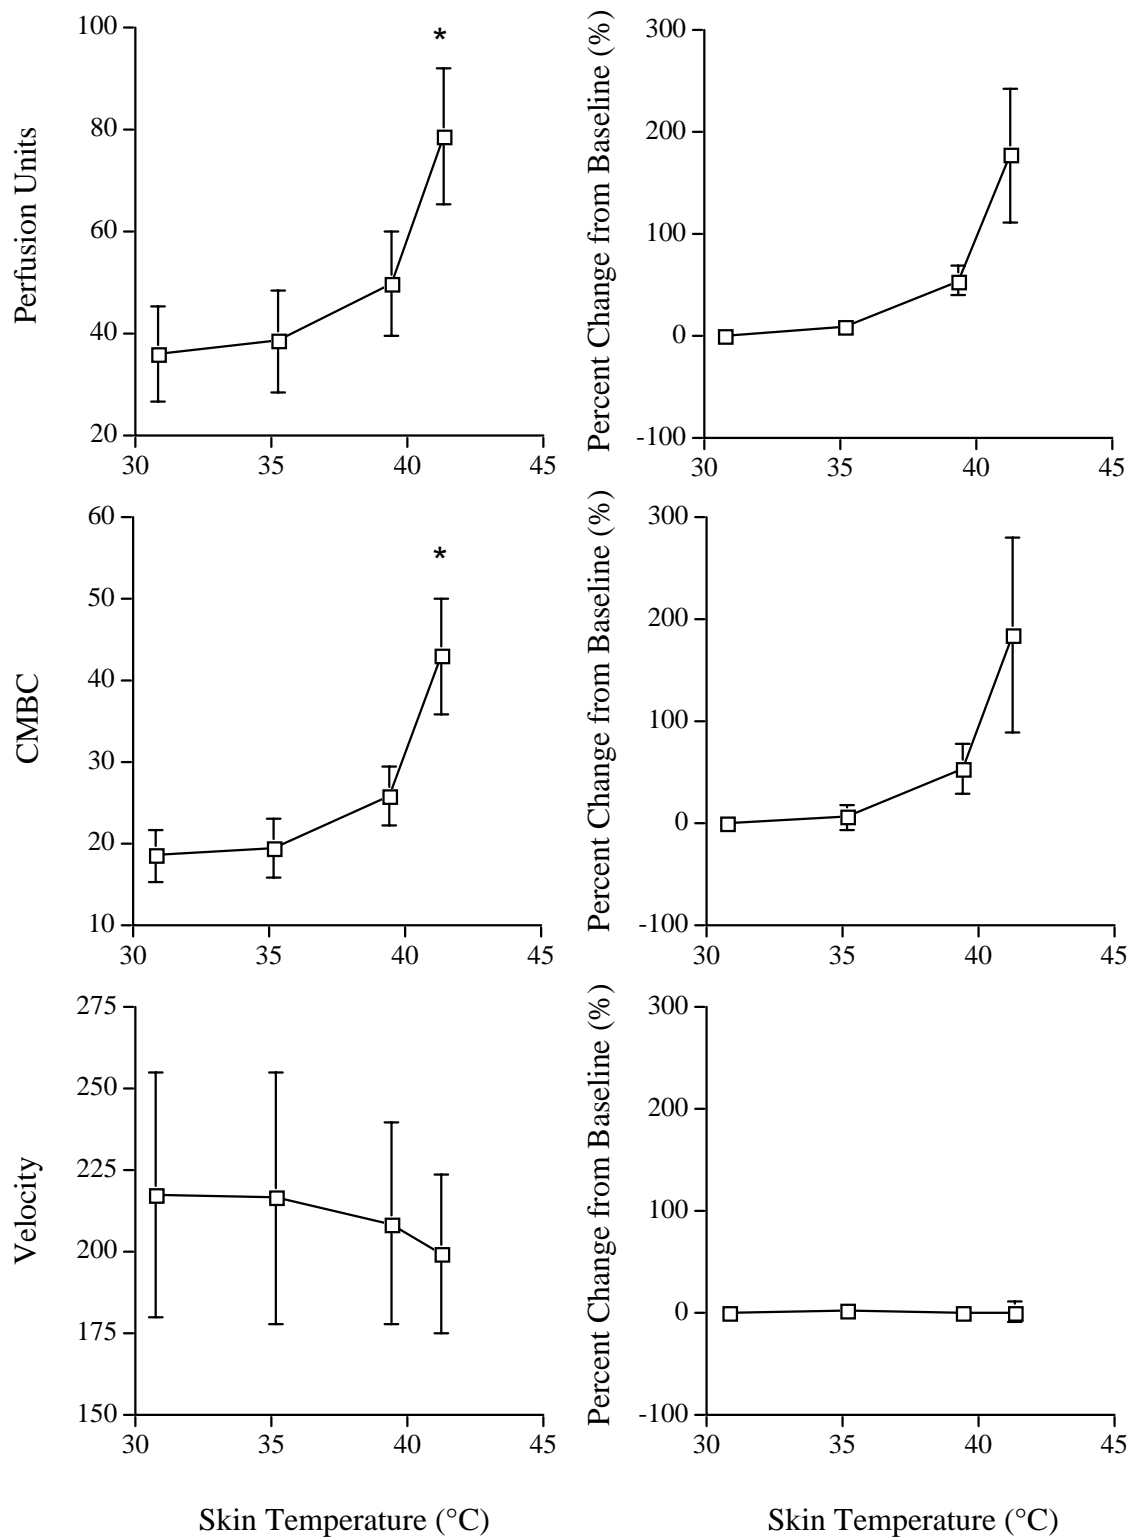 Perfusion Units
100
*
80
60
40
20
30 35 40 45
Percent Change from Baseline (%)
300
200
100
0
-100
30 35 40 45
CMBC
60
*
50
40
30
20
10
30 35 40 45
Percent Change from Baseline (%)
300
200
100
0
-100
30 35 40 45
Velocity
275
250
225
200
175
150
30 35 40 45
Skin Temperature (°C)
Percent Change from Baseline (%)
300
200
100
0
-100
30 35 40 45
Skin Temperature (°C)